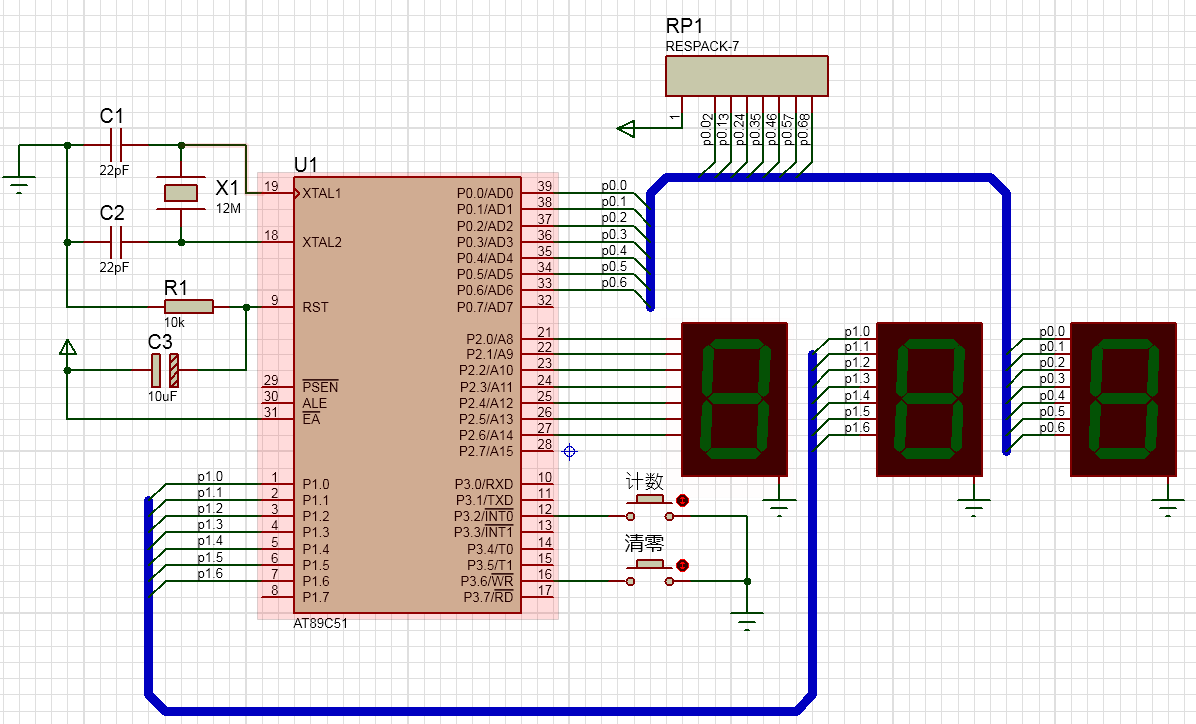 RP1
RESPACK-7
1
p0.02
p0.13
p0.24
p0.35
p0.46
p0.57
p0.68
C1
22pF
X1
12M
C2
22pF
R1
10k
C3
10uF
U1
19 XTAL1
18 XTAL2
9 RST
29 PSEN
30 ALE
31 EA
p1.0 1 P1.0
p1.1 2 P1.1
p1.2 3 P1.2
p1.3 4 P1.3
p1.4 5 P1.4
p1.5 6 P1.5
p1.6 7 P1.6
8 P1.7
P0.0/AD0 39 p0.0
P0.1/AD1 38 p0.1
P0.2/AD2 37 p0.2
P0.3/AD3 36 p0.3
P0.4/AD4 35 p0.4
P0.5/AD5 34 p0.5
P0.6/AD6 33 p0.6
P0.7/AD7 32
P2.0/A8 21
P2.1/A9 22
P2.2/A10 23
P2.3/A11 24
P2.4/A12 25
P2.5/A13 26
P2.6/A14 27
P2.7/A15 28
P3.0/RXD 10
P3.1/TXD 11
P3.2/INT0 12
P3.3/INT1 13
P3.4/T0 14
P3.5/T1 15
P3.6/WR 16
P3.7/RD 17
AT89C51
计数
清零
p1.0
p1.1
p1.2
p1.3
p1.4
p1.5
p1.6
p0.0
p0.1
p0.2
p0.3
p0.4
p0.5
p0.6